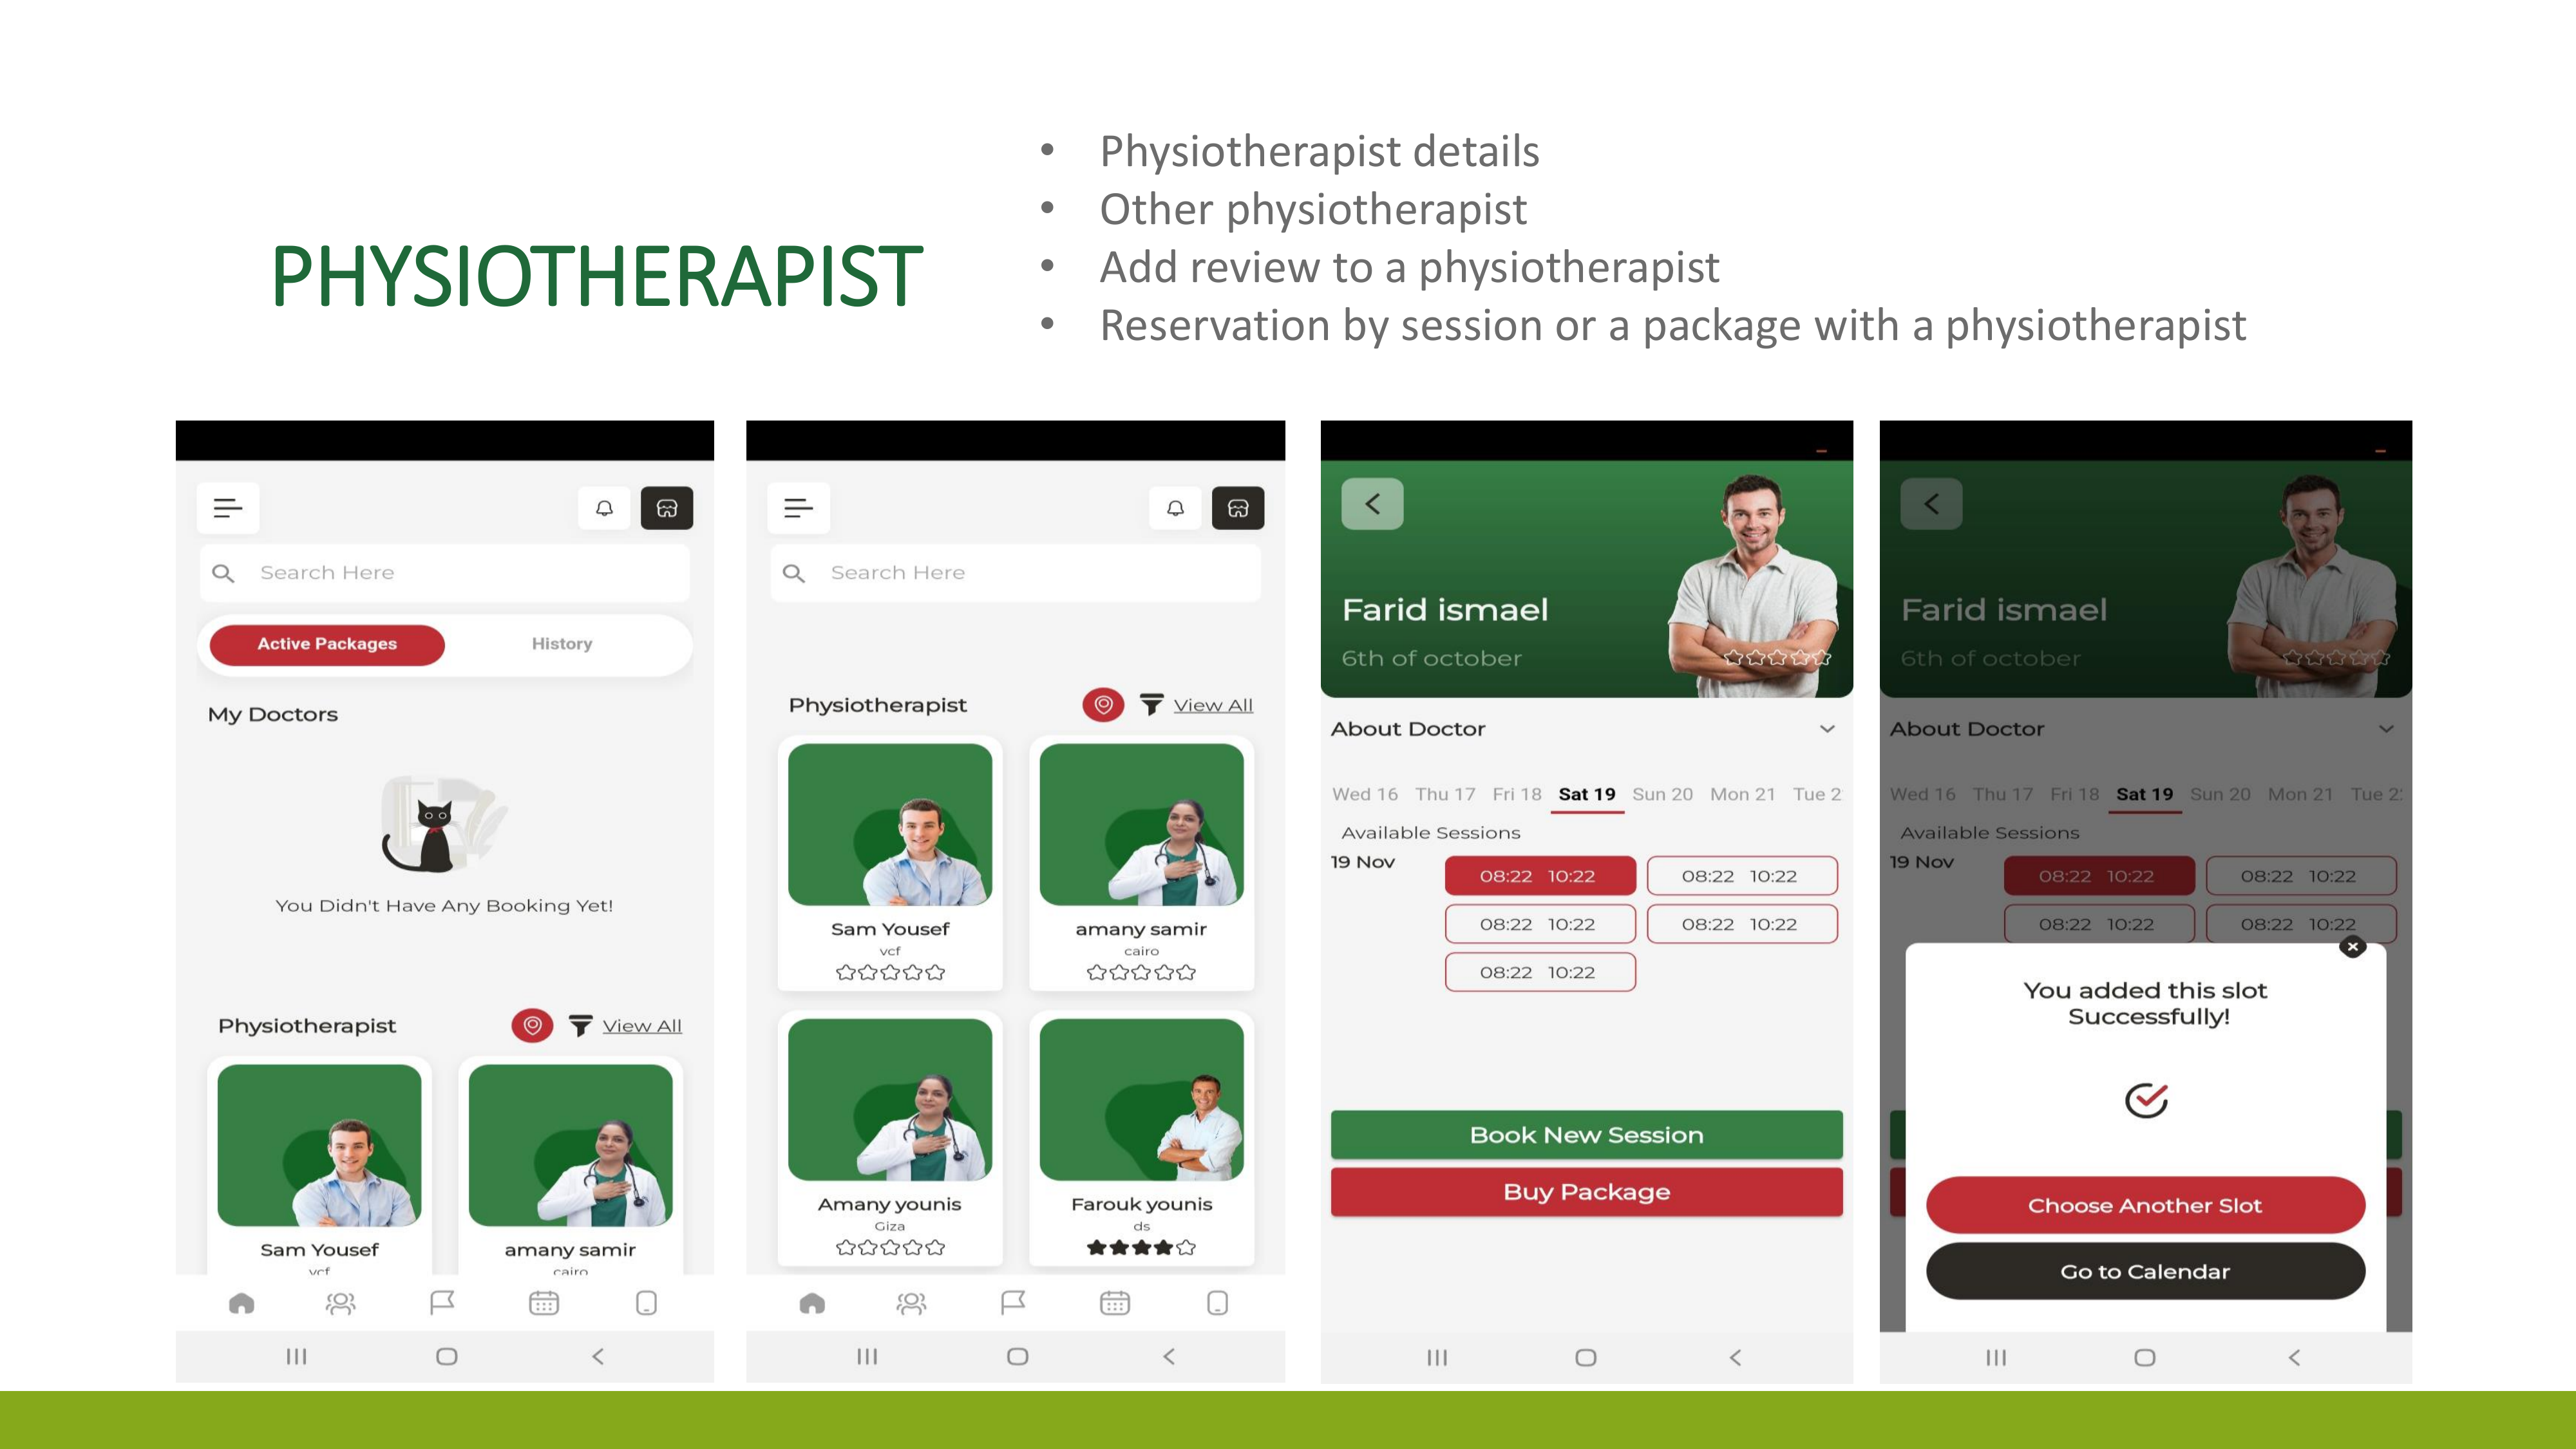 PHYSIOTHERAPIST
• Physiotherapist details
• Other physiotherapist
• Add review to a physiotherapist
• Reservation by session or a package with a physiotherapist
Search Here
Active Packages History
My Doctors
You Didn't Have Any Booking Yet!
Physiotherapist View All
Sam Yousef amany samir
vcf cairo
Search Here
Physiotherapist View All
Sam Yousef amany samir
vcf cairo
Amany younis Farouk younis
Giza ds
Farid ismael
6th of october
About Doctor
Wed 16 Thu 17 Fri 18 Sat 19 Sun 20 Mon 21 Tue 2
Available Sessions
19 Nov
08:22 10:22 08:22 10:22
08:22 10:22 08:22 10:22
08:22 10:22
Book New Session
Buy Package
Farid ismael
6th of october
About Doctor
Wed 16 Thu 17 Fri 18 Sat 19 Sun 20 Mon 21 Tue 2
Available Sessions
19 Nov
08:22 10:22 08:22 10:22
08:22 10:22 08:22 10:22
You added this slot
Successfully!
Choose Another Slot
Go to Calendar